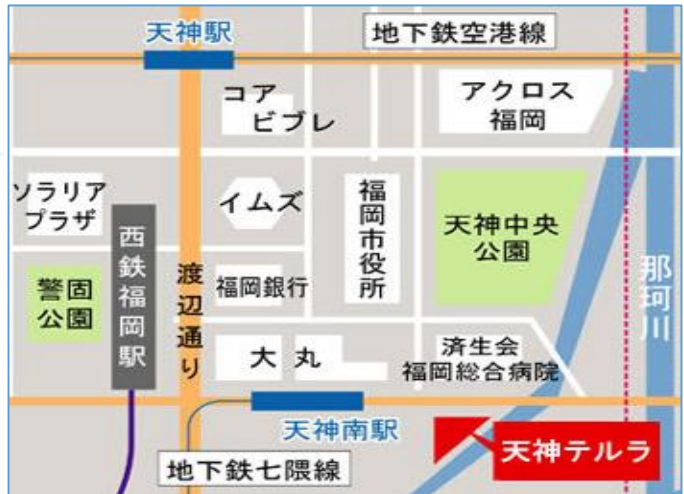 天神駅
地下鉄空港線
コア
ビブレ
アクロス
福岡
ソラリア
プラザ
イムズ
福岡市役所
天神中央
公園
西鉄福岡駅
渡辺通り
那珂川
警固
公園
福岡銀行
大丸
済生会
福岡総合病院
天神南駅
天神テルラ
地下鉄七隈線